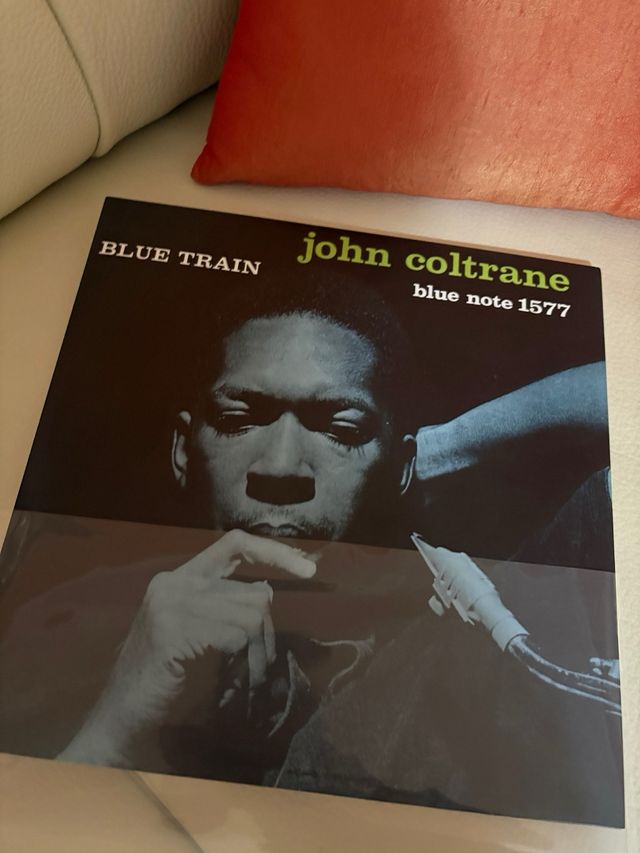 BLUE TRAIN
john coltrane
blue note 1577